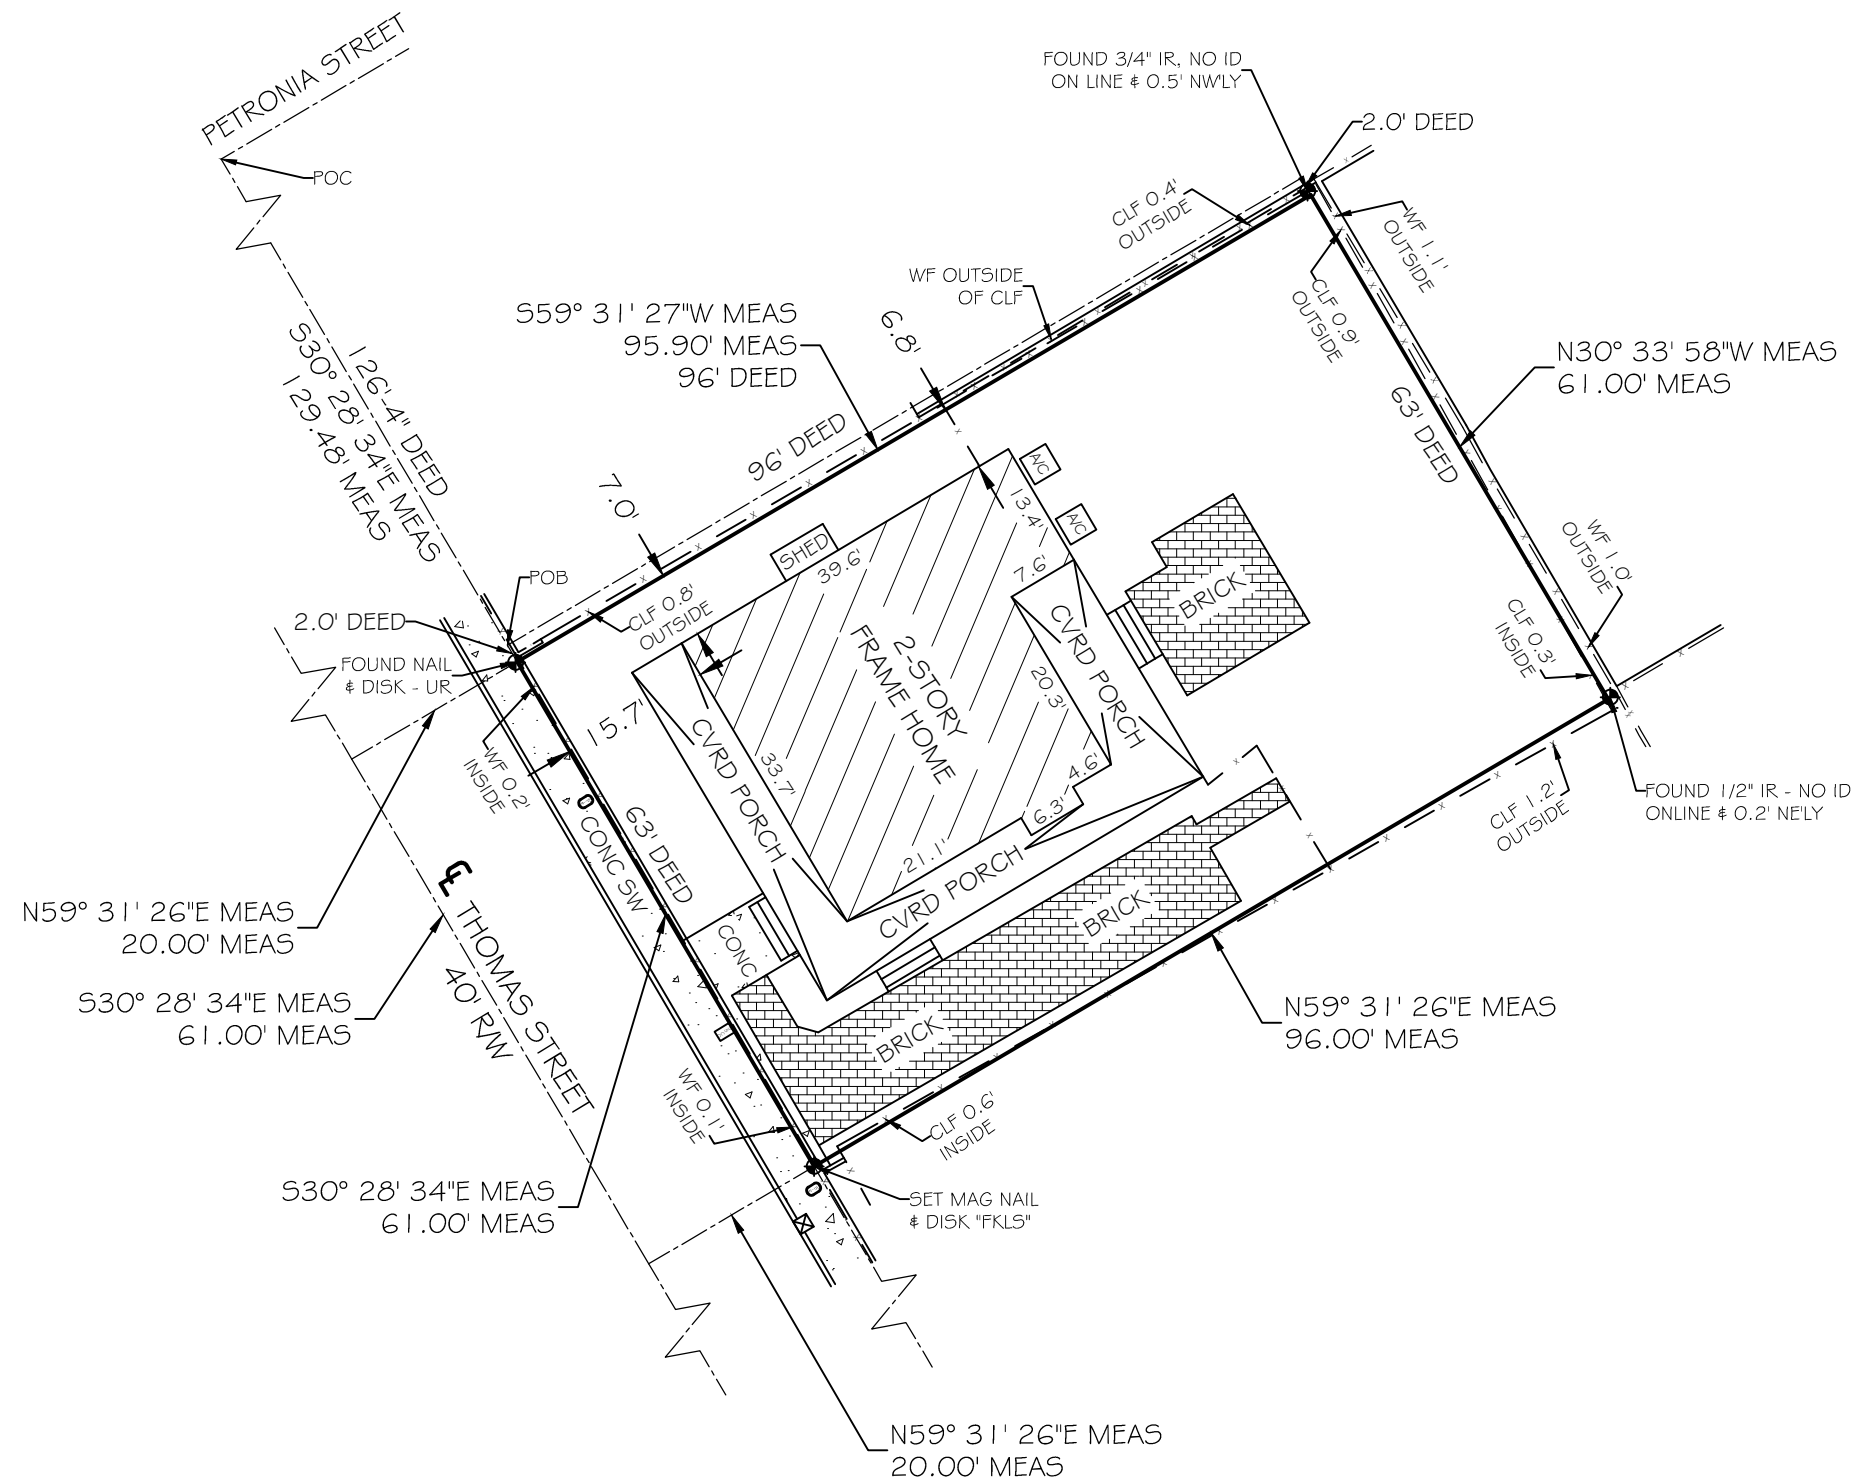 PETRONIA STREET
POC
FOUND 3/4" IR, NO ID
ON LINE & 0.5' NW'LY
2.0' DEED
CLF 0.4'
OUTSIDE
WF 1.1'
OUTSIDE
WF OUTSIDE
OF CLF
CLF 0.9'
OUTSIDE
S59° 31' 27"W MEAS
95.90' MEAS
96' DEED
6.8'
N30° 33' 58"W MEAS
61.00' MEAS
63' DEED
126'-4" DEED
S30° 28' 34"E MEAS
129.48' MEAS
96' DEED
7.0'
A/C
A/C
13.4'
SHED
39.6'
7.6'
BRICK
WF 1.0'
OUTSIDE
CLF 0.3'
INSIDE
POB
2.0' DEED
FOUND NAIL
& DISK - UR
CLF 0.8'
OUTSIDE
2-STORY
FRAME HOME
CVRD PORCH
20.3'
15.7'
CVRD PORCH
33.7'
4.6'
6.3'
21.1'
CVRD PORCH
WF 0.2'
INSIDE
CONC SW
63' DEED
CONC
BRICK
BRICK
CLF 1.2'
OUTSIDE
FOUND 1/2" IR - NO ID
ONLINE & 0.2' NE'LY
N59° 31' 26"E MEAS
20.00' MEAS
CL THOMAS STREET
40' R/W
S30° 28' 34"E MEAS
61.00' MEAS
N59° 31' 26"E MEAS
96.00' MEAS
WF 0.1'
INSIDE
CLF 0.6'
INSIDE
S30° 28' 34"E MEAS
61.00' MEAS
SET MAG NAIL
& DISK "FKLS"
N59° 31' 26"E MEAS
20.00' MEAS